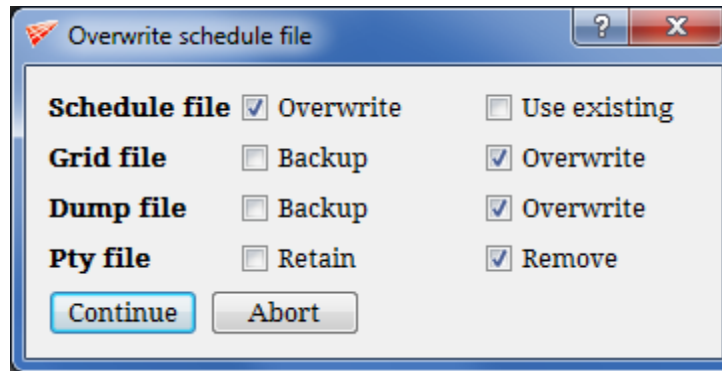 Overwrite schedule file ? X
Schedule file Overwrite Use existing
Grid file Backup Overwrite
Dump file Backup Overwrite
Pty file Retain Remove
Continue Abort